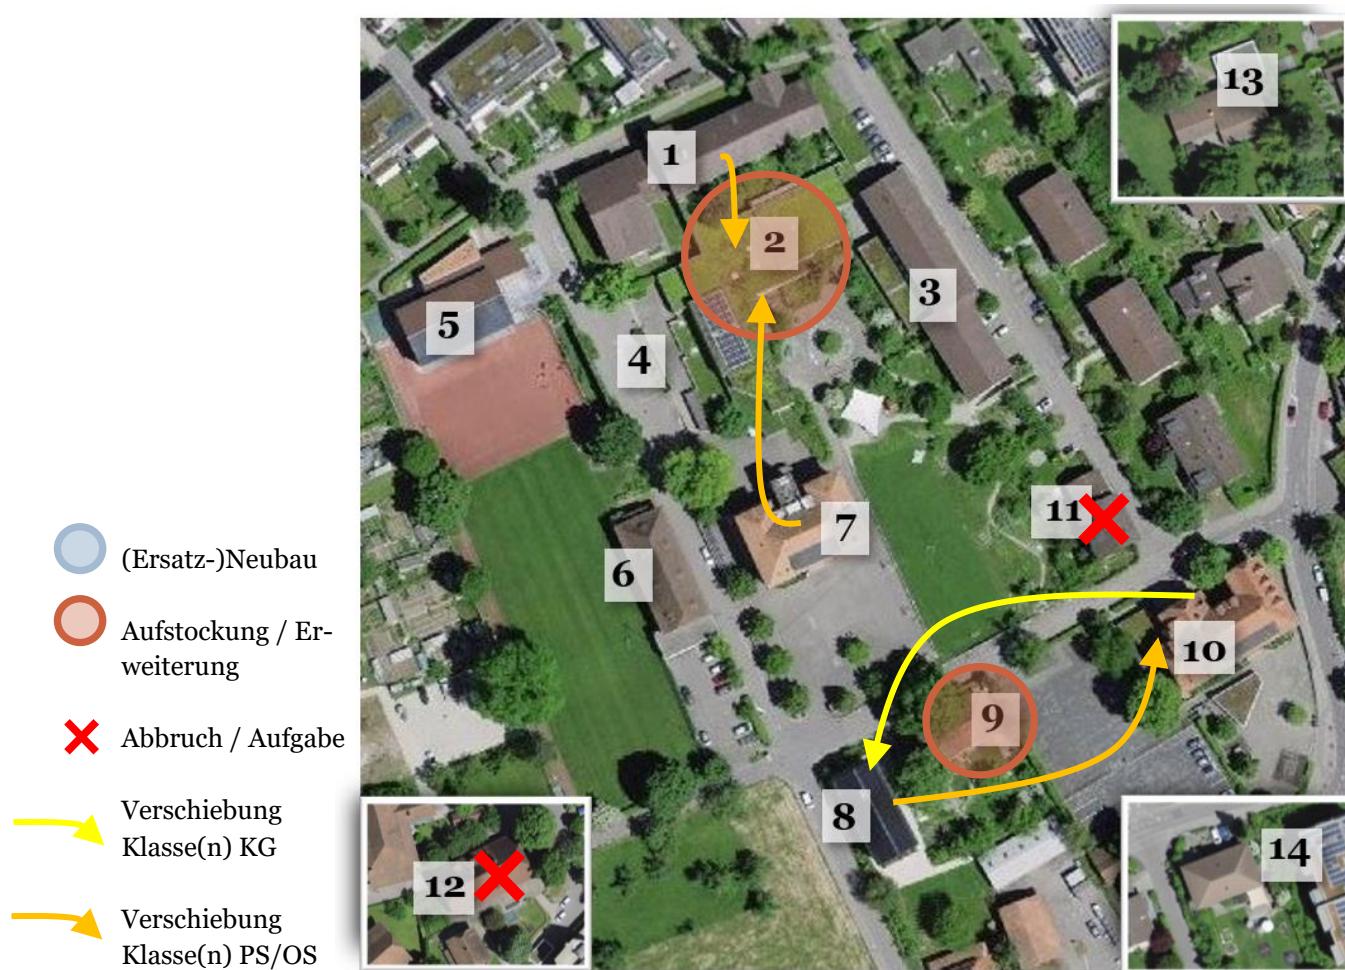 13
1
2
3
5
4
11
7
6
10
9
8
12
14
(Ersatz-)Neubau
Aufstockung / Er-
weiterung
Abbruch / Aufgabe
Verschiebung
Klasse(n) KG
Verschiebung
Klasse(n) PS/OS